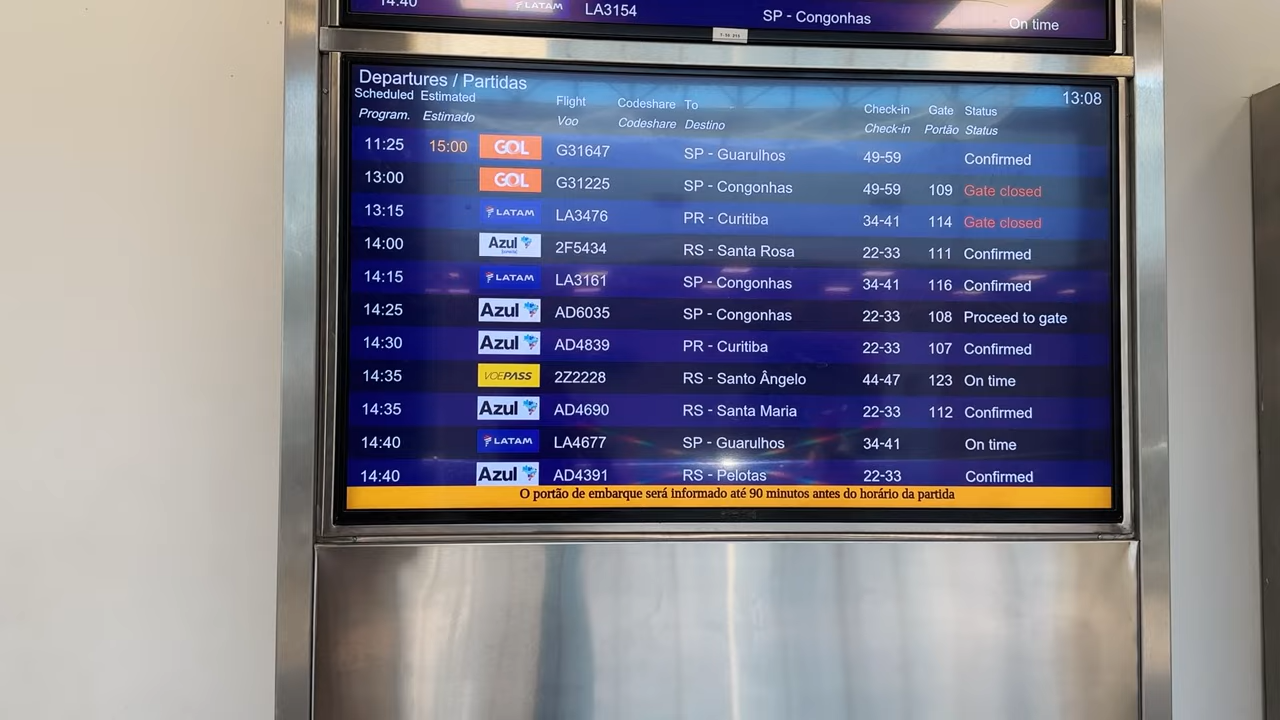 14:40 LATAM LA3154 SP - Congonhas On time
Departures / Partidas 13:08
Scheduled Estimated Flight Codeshare To Check-in Gate Status
Program. Estimado Voo Codeshare Destino Check-in Portão Status
11:25 15:00 GOL G31647 SP - Guarulhos 49-59 Confirmed
13:00 GOL G31225 SP - Congonhas 49-59 109 Gate closed
13:15 LATAM LA3476 PR - Curitiba 34-41 114 Gate closed
14:00 Azul 2F5434 RS - Santa Rosa 22-33 111 Confirmed
14:15 LATAM LA3161 SP - Congonhas 34-41 116 Confirmed
14:25 Azul AD6035 SP - Congonhas 22-33 108 Proceed to gate
14:30 Azul AD4839 PR - Curitiba 22-33 107 Confirmed
14:35 VOEPASS 2Z2228 RS - Santo Ângelo 44-47 123 On time
14:35 Azul AD4690 RS - Santa Maria 22-33 112 Confirmed
14:40 LATAM LA4677 SP - Guarulhos 34-41 On time
14:40 Azul AD4391 RS - Pelotas 22-33 Confirmed
O portão de embarque será informado até 90 minutos antes do horário da partida